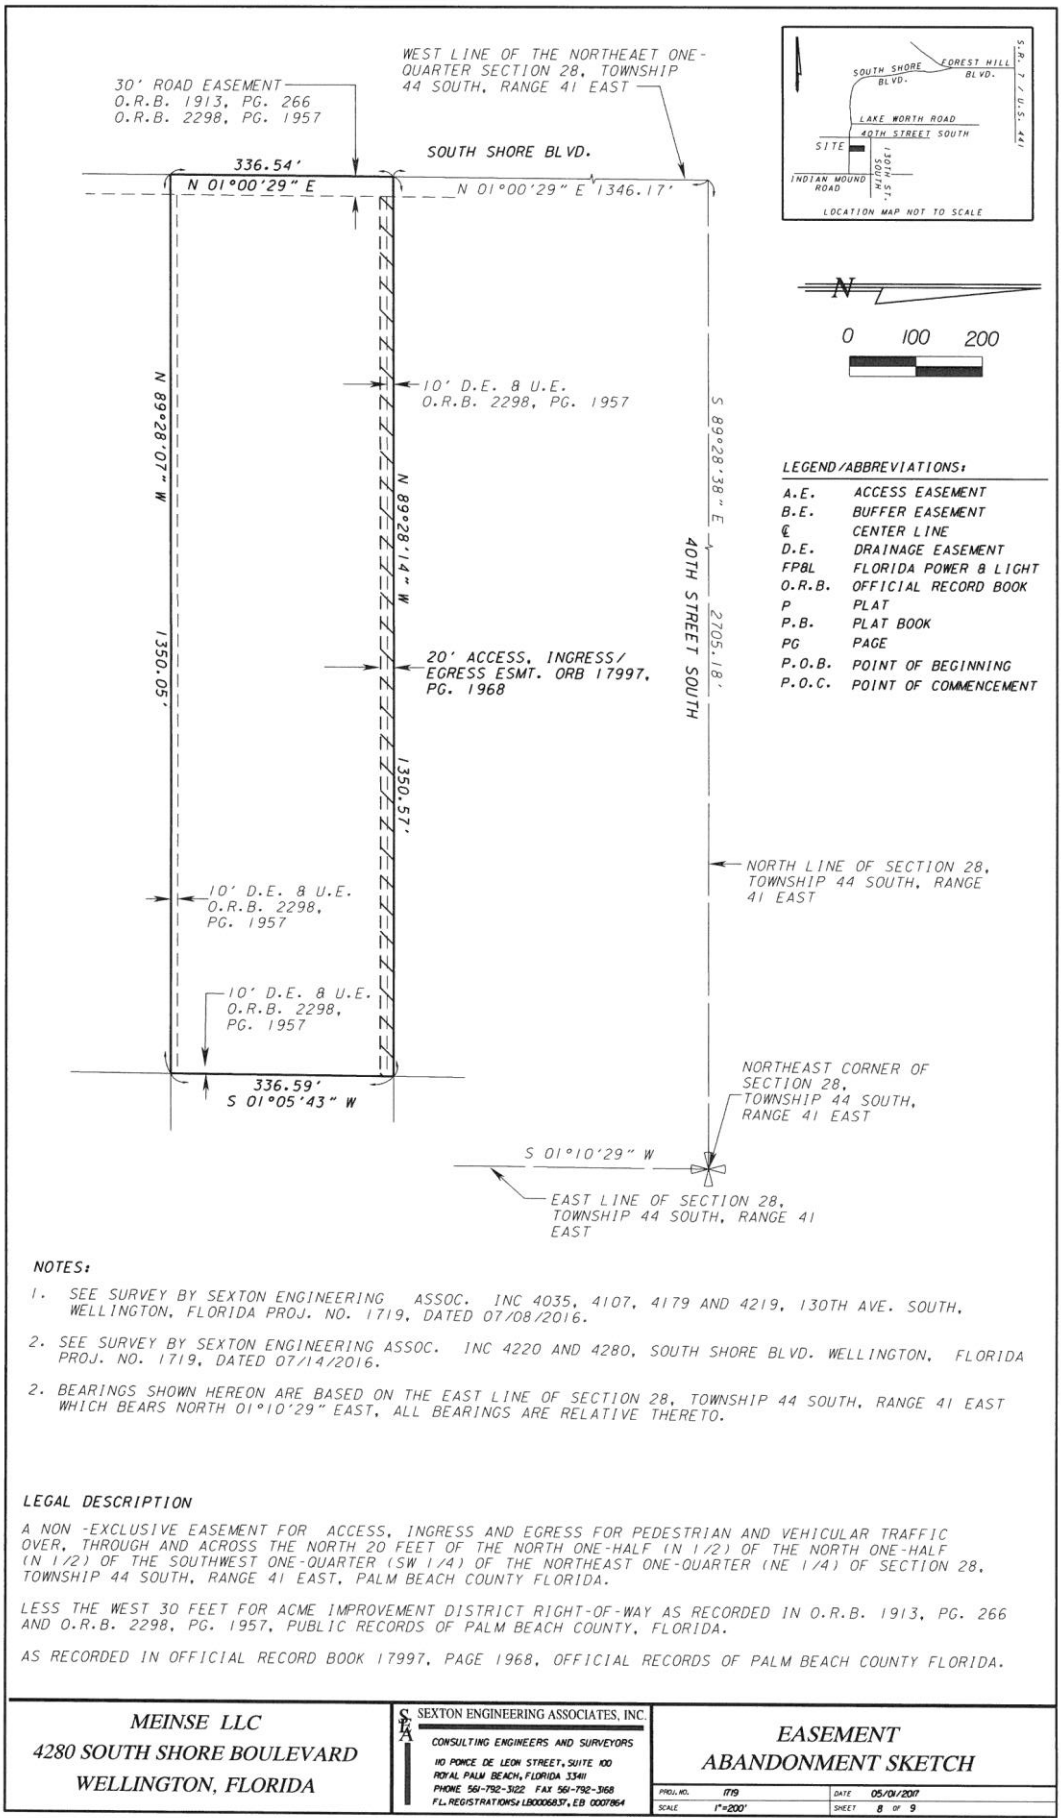 30' ROAD EASEMENT
O.R.B. 1913, PG. 266
O.R.B. 2298, PG. 1957
WEST LINE OF THE NORTHEAET ONE-
QUARTER SECTION 28, TOWNSHIP
44 SOUTH, RANGE 41 EAST
SOUTH SHORE BLVD.
336.54'
N 01°00'29" E
N 01°00'29" E 1346.17'
SOUTH SHORE
BLVD.
FOREST HILL
BLVD.
S.R. 7 / U.S. 441
LAKE WORTH ROAD
40TH STREET SOUTH
SITE
130TH ST.
SOUTH
INDIAN MOUND
ROAD
LOCATION MAP NOT TO SCALE
N
0 100 200
N 89°28'07" W
1350.05'
10' D.E. & U.E.
O.R.B. 2298, PG. 1957
N 89°28'14" W
1350.57'
S 89°28'38" E
2705.18'
40TH STREET SOUTH
20' ACCESS, INGRESS/
EGRESS ESMT. ORB 17997,
PG. 1968
LEGEND/ABBREVIATIONS:
A.E. ACCESS EASEMENT
B.E. BUFFER EASEMENT
℄ CENTER LINE
D.E. DRAINAGE EASEMENT
FP&L FLORIDA POWER & LIGHT
O.R.B. OFFICIAL RECORD BOOK
P PLAT
P.B. PLAT BOOK
PG PAGE
P.O.B. POINT OF BEGINNING
P.O.C. POINT OF COMMENCEMENT
NORTH LINE OF SECTION 28,
TOWNSHIP 44 SOUTH, RANGE
41 EAST
10' D.E. & U.E.
O.R.B. 2298,
PG. 1957
10' D.E. & U.E.
O.R.B. 2298,
PG. 1957
336.59'
S 01°05'43" W
NORTHEAST CORNER OF
SECTION 28,
TOWNSHIP 44 SOUTH,
RANGE 41 EAST
S 01°10'29" W
EAST LINE OF SECTION 28,
TOWNSHIP 44 SOUTH, RANGE 41
EAST
NOTES:
1. SEE SURVEY BY SEXTON ENGINEERING ASSOC. INC 4035, 4107, 4179 AND 4219, 130TH AVE. SOUTH,
WELLINGTON, FLORIDA PROJ. NO. 1719, DATED 07/08/2016.
2. SEE SURVEY BY SEXTON ENGINEERING ASSOC. INC 4220 AND 4280, SOUTH SHORE BLVD. WELLINGTON, FLORIDA
PROJ. NO. 1719, DATED 07/14/2016.
2. BEARINGS SHOWN HEREON ARE BASED ON THE EAST LINE OF SECTION 28, TOWNSHIP 44 SOUTH, RANGE 41 EAST
WHICH BEARS NORTH 01°10'29" EAST, ALL BEARINGS ARE RELATIVE THERETO.
LEGAL DESCRIPTION
A NON -EXCLUSIVE EASEMENT FOR ACCESS, INGRESS AND EGRESS FOR PEDESTRIAN AND VEHICULAR TRAFFIC
OVER, THROUGH AND ACROSS THE NORTH 20 FEET OF THE NORTH ONE-HALF (N 1/2) OF THE NORTH ONE-HALF
(N 1/2) OF THE SOUTHWEST ONE-QUARTER (SW 1/4) OF THE NORTHEAST ONE-QUARTER (NE 1/4) OF SECTION 28,
TOWNSHIP 44 SOUTH, RANGE 41 EAST, PALM BEACH COUNTY FLORIDA.
LESS THE WEST 30 FEET FOR ACME IMPROVEMENT DISTRICT RIGHT-OF-WAY AS RECORDED IN O.R.B. 1913, PG. 266
AND O.R.B. 2298, PG. 1957, PUBLIC RECORDS OF PALM BEACH COUNTY, FLORIDA.
AS RECORDED IN OFFICIAL RECORD BOOK 17997, PAGE 1968, OFFICIAL RECORDS OF PALM BEACH COUNTY FLORIDA.
MEINSE LLC
4280 SOUTH SHORE BOULEVARD
WELLINGTON, FLORIDA
SEA
SEXTON ENGINEERING ASSOCIATES, INC.
CONSULTING ENGINEERS AND SURVEYORS
110 PONCE DE LEON STREET, SUITE 100
ROYAL PALM BEACH, FLORIDA 33411
PHONE 561-792-3122 FAX 561-792-3168
FL. REGISTRATIONS: LB0006837, EB 0007864
EASEMENT
ABANDONMENT SKETCH
PROJ. NO. 1719 DATE 05/01/2017
SCALE 1"=200' SHEET 8 OF 9